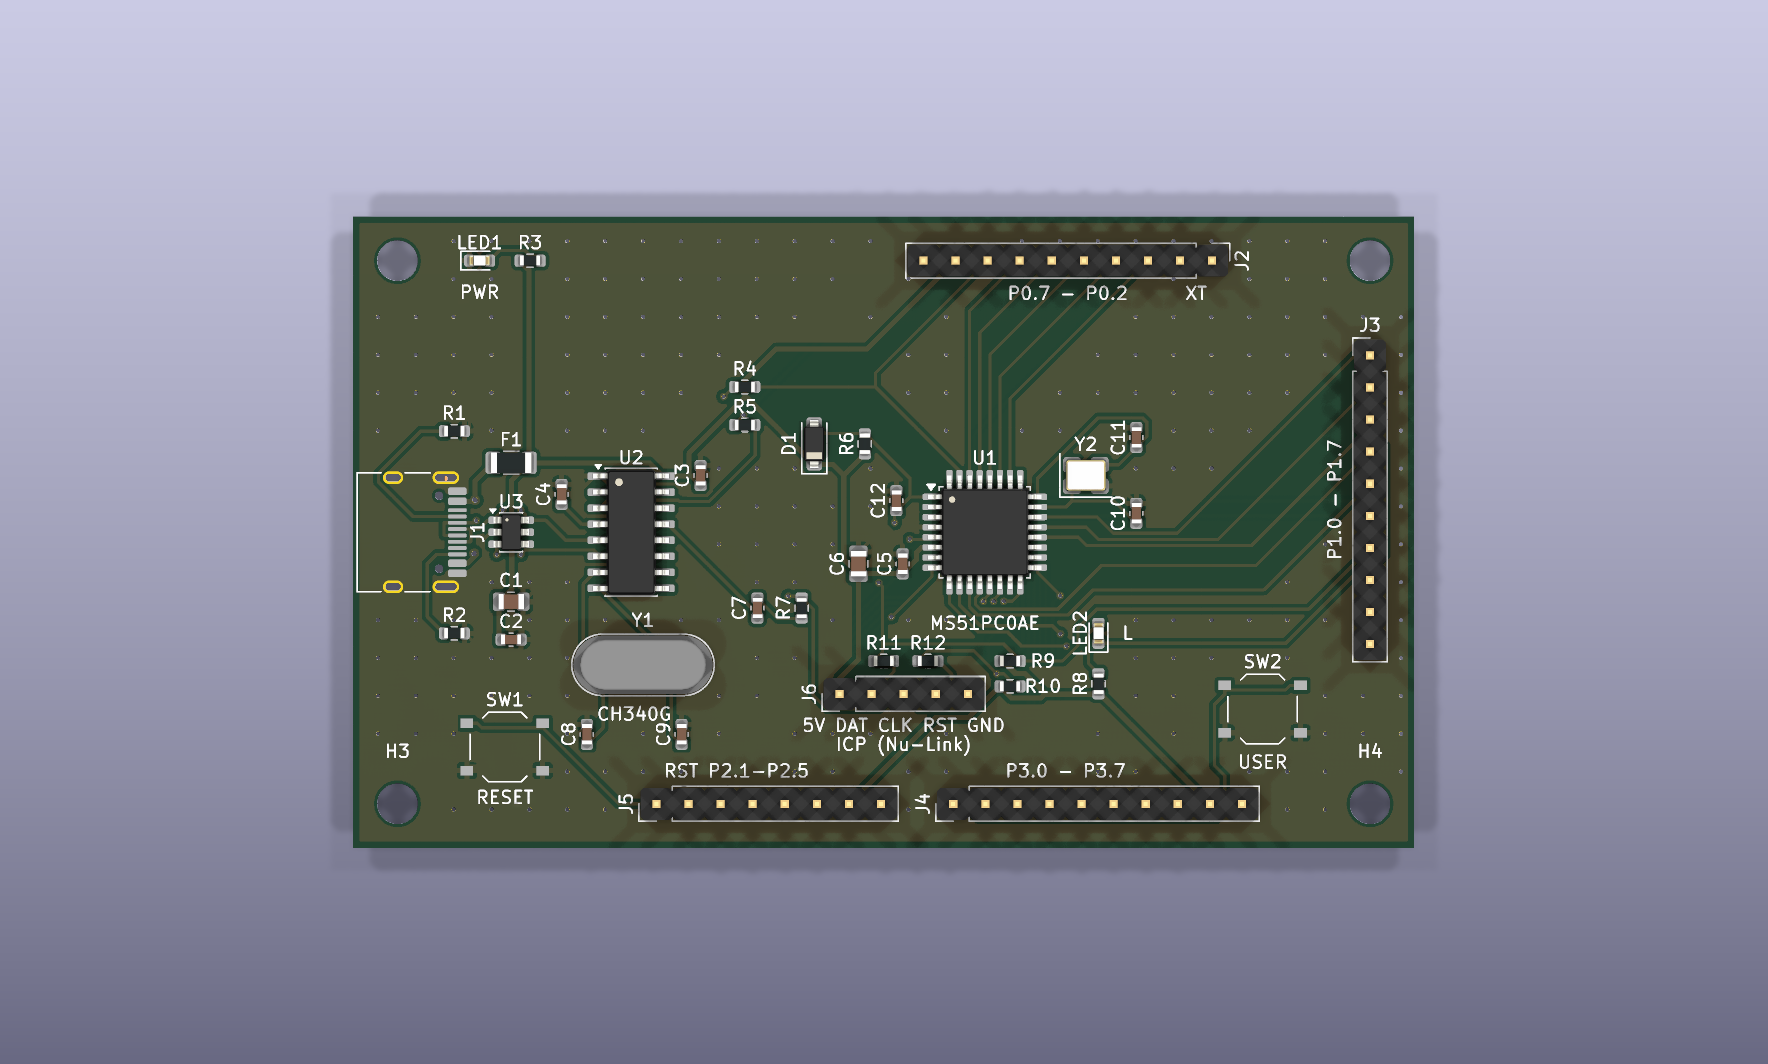 LED1 R3
J2
PWR
P0.7 - P0.2 XT
J3
R4
R5
R1
F1
D1
R6
C11
Y2
U2
U1
C3
C4
C12
C10
U3
J1
P1.0 - P1.7
C6
C5
C1
C7
R7
R2
C2
Y1
MS51PC0AE
LED2
L
R11 R12
R9
SW2
R10
R8
J6
SW1
CH340G
C8
C9
5V DAT CLK RST GND
ICP (Nu-Link)
H3
H4
USER
RST P2.1-P2.5
P3.0 - P3.7
RESET
J5
J4